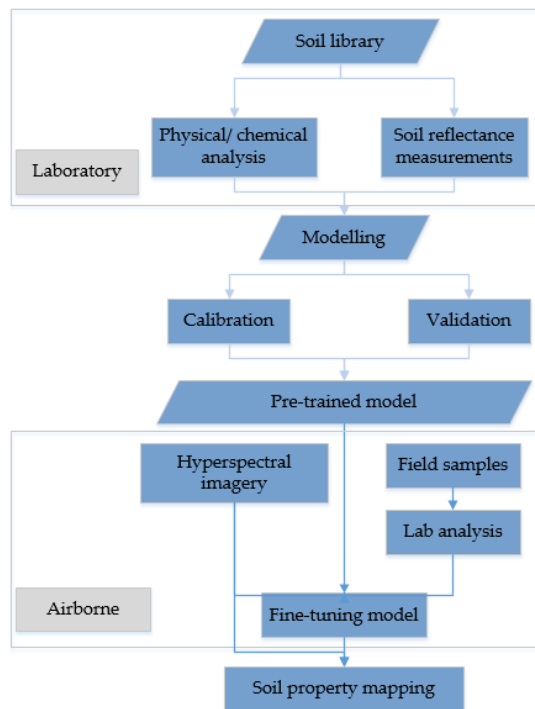 Soil library
Physical/ chemical
analysis
Soil reflectance
measurements
Laboratory
Modelling
Calibration
Validation
Pre-trained model
Hyperspectral
imagery
Field samples
Lab analysis
Airborne
Fine-tuning model
Soil property mapping